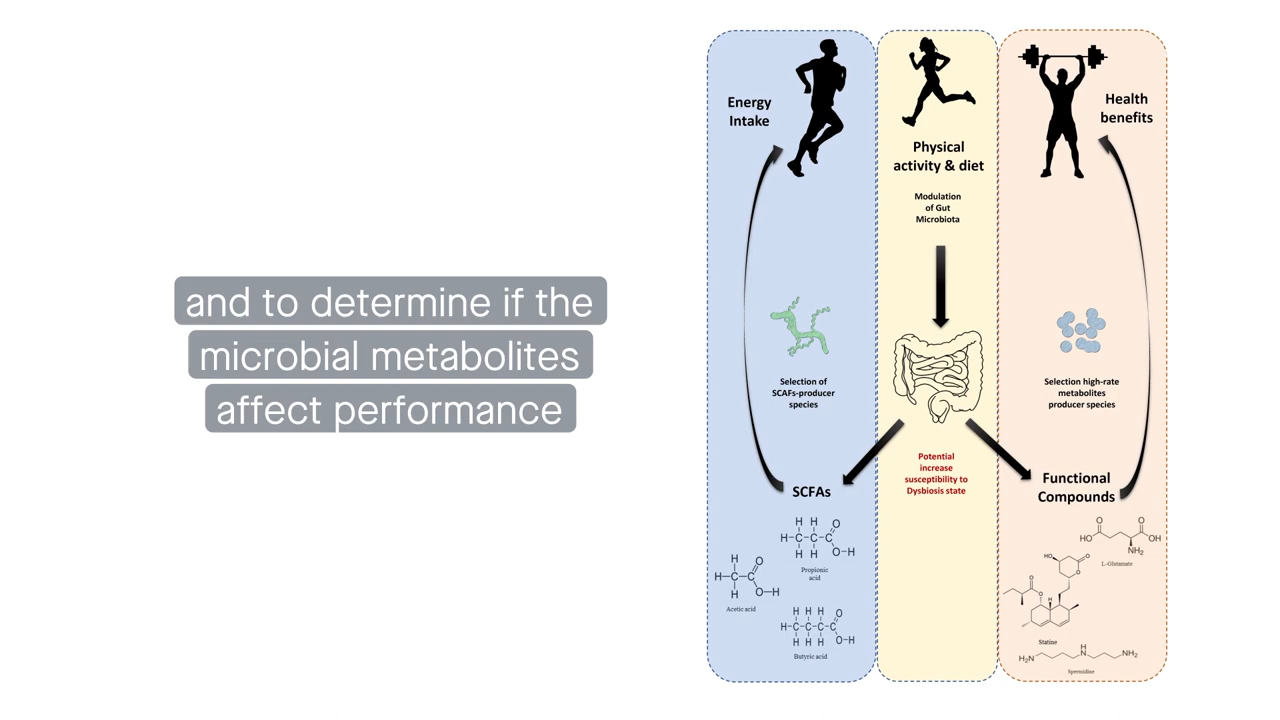 and to determine if the
microbial metabolites
affect performance
Energy
Intake
Selection of
SCAFs-producer
species
SCFAs
H H O
H-C-C-C
H H O-H
Propionic
acid
H O
H-C-C
H O-H
Acetic acid
H H H O
H-C-C-C-C
H H H O-H
Butyric acid
Physical
activity & diet
Modulation
of Gut
Microbiota
Potential
increase
susceptibility to
Dysbiosis state
Health
benefits
Selection high-rate
metabolites
producer species
Functional
Compounds
O O
HO OH
NH2
L-Glutamate
HO O
O
O
O
H
Statine
H
H2N N NH2
Spermidine